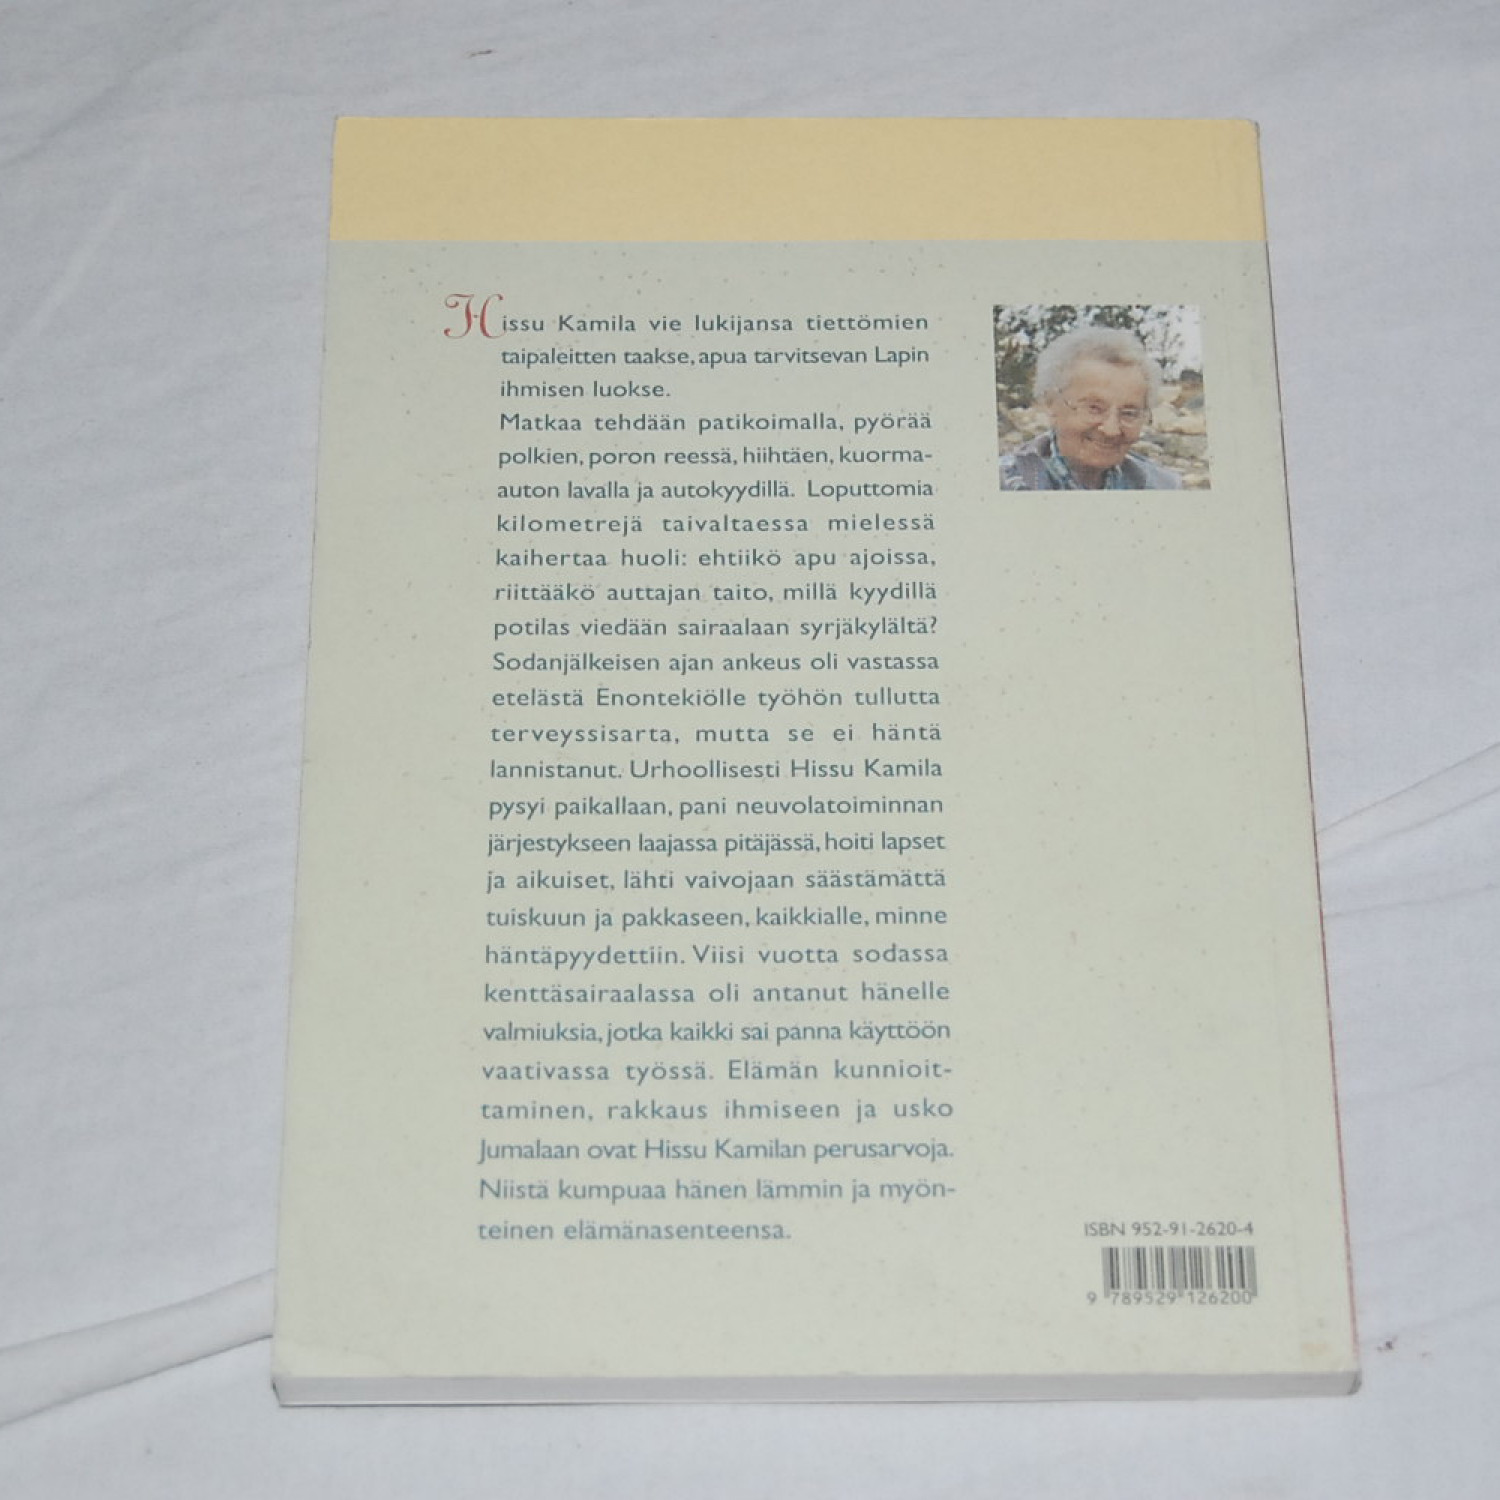 Hissu Kamila vie lukijansa tiettömien
taipaleitten taakse, apua tarvitsevan Lapin
ihmisen luokse.
Matkaa tehdään patikoimalla, pyörää
polkien, poron reessä, hiihtäen, kuorma-
auton lavalla ja autokyydillä. Loputtomia
kilometrejä taivaltaessa mielessä
kaihertaa huoli: ehtiikö apu ajoissa,
riittääkö auttajan taito, millä kyydillä
potilas viedään sairaalaan syrjäkylältä?
Sodanjälkeisen ajan ankeus oli vastassa
etelästä Enontekiölle työhön tullutta
terveyssisarta, mutta se ei häntä
lannistanut. Urhoollisesti Hissu Kamila
pysyi paikallaan, pani neuvolatoiminnan
järjestykseen laajassa pitäjässä, hoiti lapset
ja aikuiset, lähti vaivojaan säästämättä
tuiskuun ja pakkaseen, kaikkialle, minne
häntäpyydettiin. Viisi vuotta sodassa
kenttäsairaalassa oli antanut hänelle
valmiuksia, jotka kaikki sai panna käyttöön
vaativassa työssä. Elämän kunnioit-
taminen, rakkaus ihmiseen ja usko
Jumalaan ovat Hissu Kamilan perusarvoja.
Niistä kumpuaa hänen lämmin ja myön-
teinen elämänasenteensa.
ISBN 952-91-2620-4
9 789529 126200